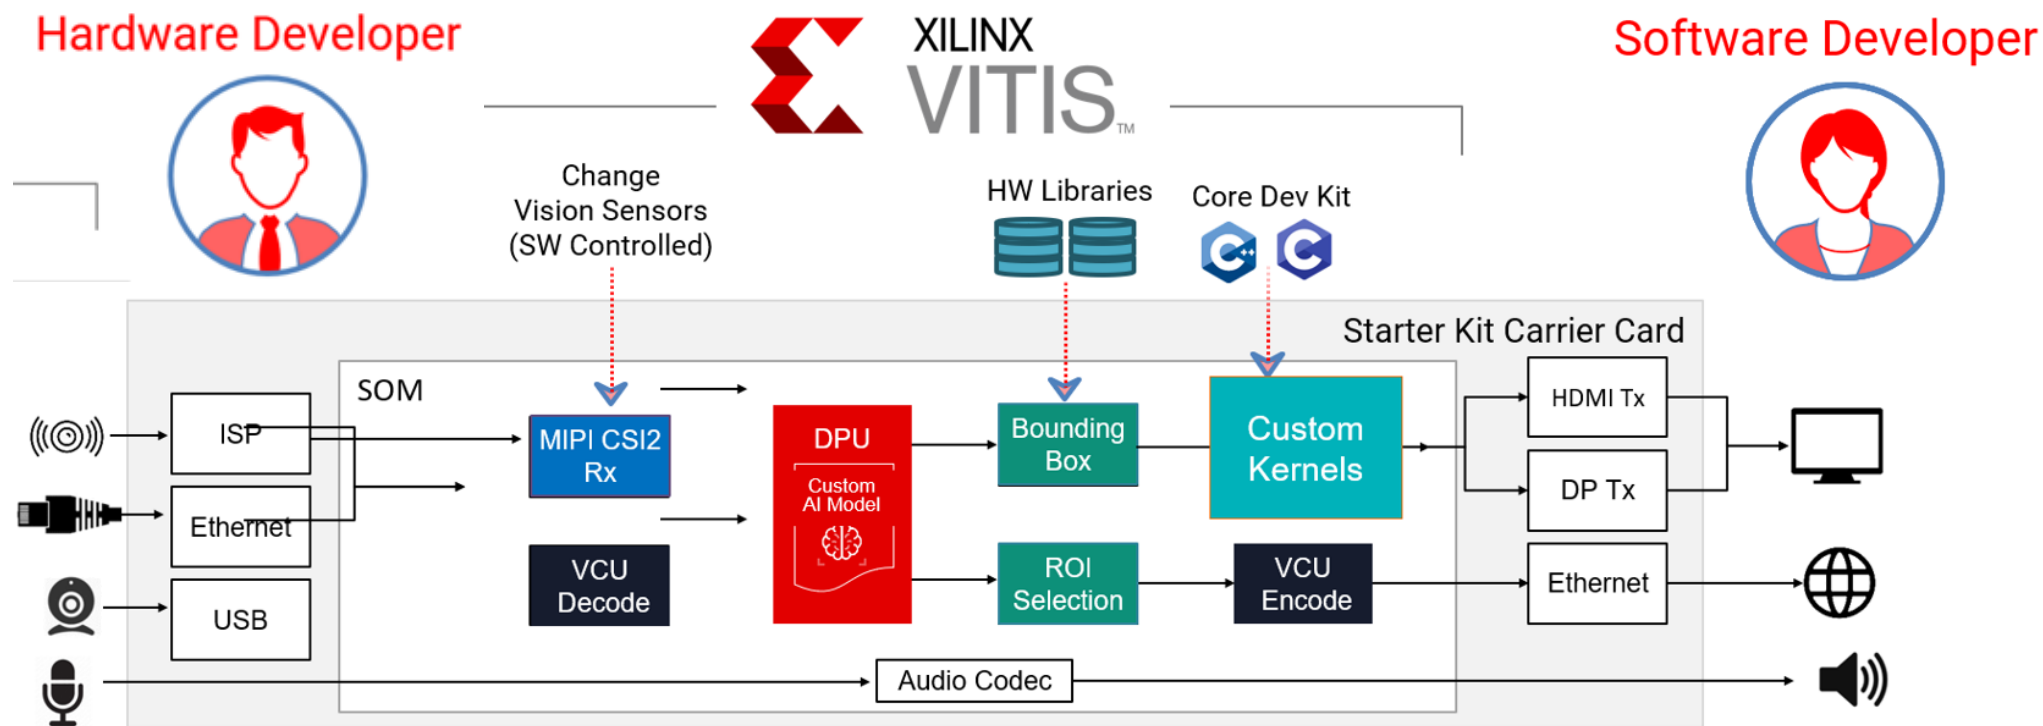 Hardware Developer
XILINX
VITIS™
Software Developer
Change
Vision Sensors
(SW Controlled)
HW Libraries
Core Dev Kit
C++
C
Starter Kit Carrier Card
SOM
ISP
Ethernet
USB
MIPI CSI2
Rx
VCU
Decode
DPU
Custom
AI Model
Bounding
Box
ROI
Selection
Custom
Kernels
VCU
Encode
HDMI Tx
DP Tx
Ethernet
Audio Codec